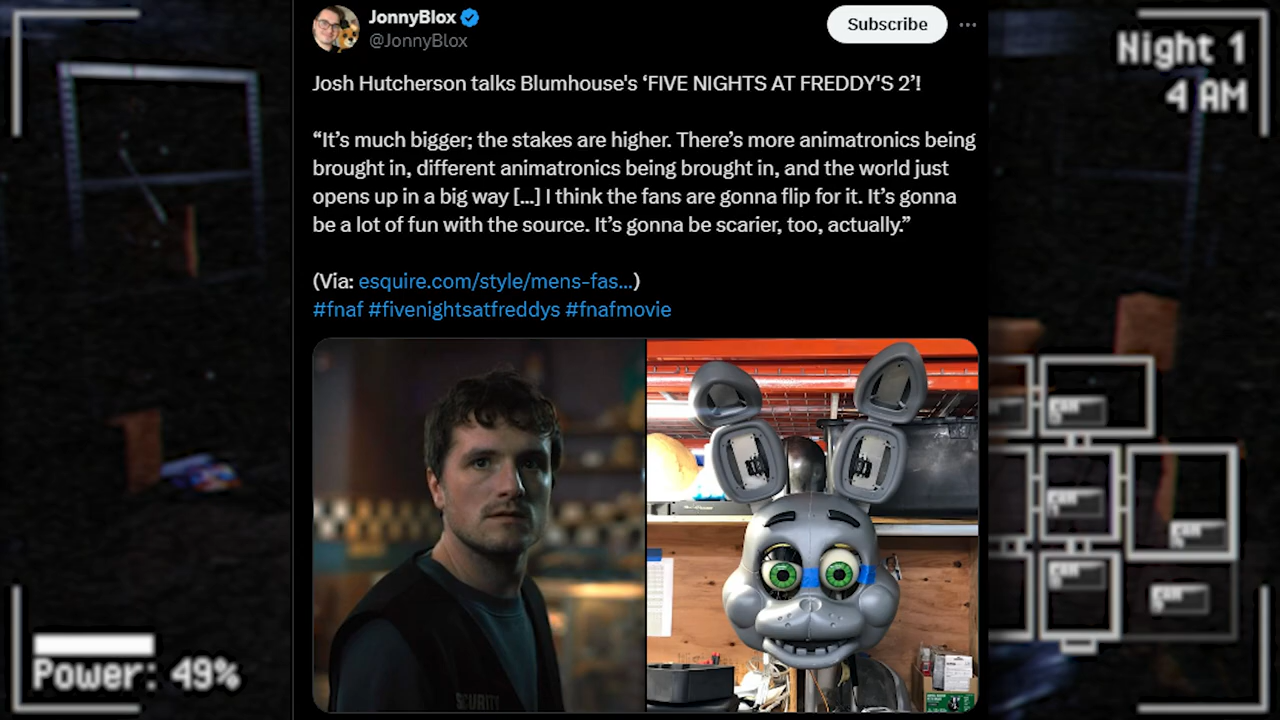 JonnyBlox
@JonnyBlox
Subscribe
Night 1
4 AM
Josh Hutcherson talks Blumhouse's ‘FIVE NIGHTS AT FREDDY'S 2’!
“It’s much bigger; the stakes are higher. There’s more animatronics being
brought in, different animatronics being brought in, and the world just
opens up in a big way [...] I think the fans are gonna flip for it. It’s gonna
be a lot of fun with the source. It’s gonna be scarier, too, actually.”
(Via: esquire.com/style/mens-fas...)
#fnaf #fivenightsatfreddys #fnafmovie
SECURITY
Power: 49%
CAM
CAM
CAM
CAM